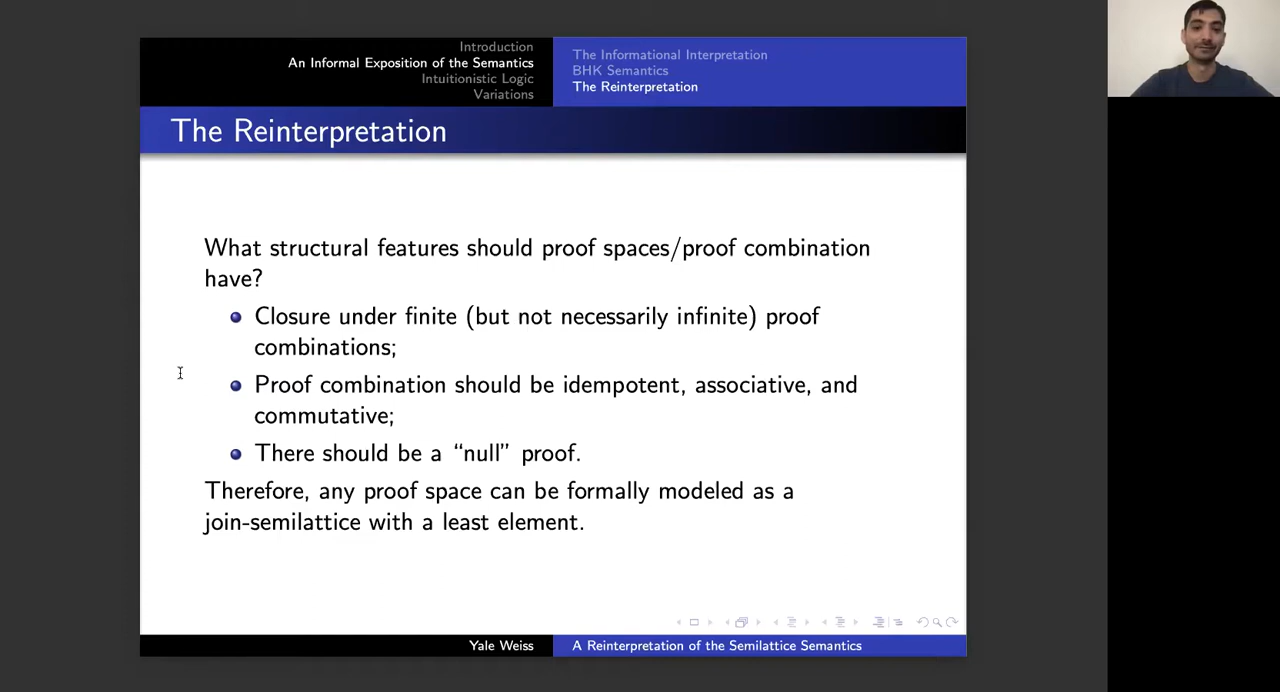 Introduction
An Informal Exposition of the Semantics
Intuitionistic Logic
Variations
The Informational Interpretation
BHK Semantics
The Reinterpretation
The Reinterpretation
What structural features should proof spaces/proof combination
have?
Closure under finite (but not necessarily infinite) proof
combinations;
Proof combination should be idempotent, associative, and
commutative;
There should be a “null” proof.
Therefore, any proof space can be formally modeled as a
join-semilattice with a least element.
Yale Weiss
A Reinterpretation of the Semilattice Semantics